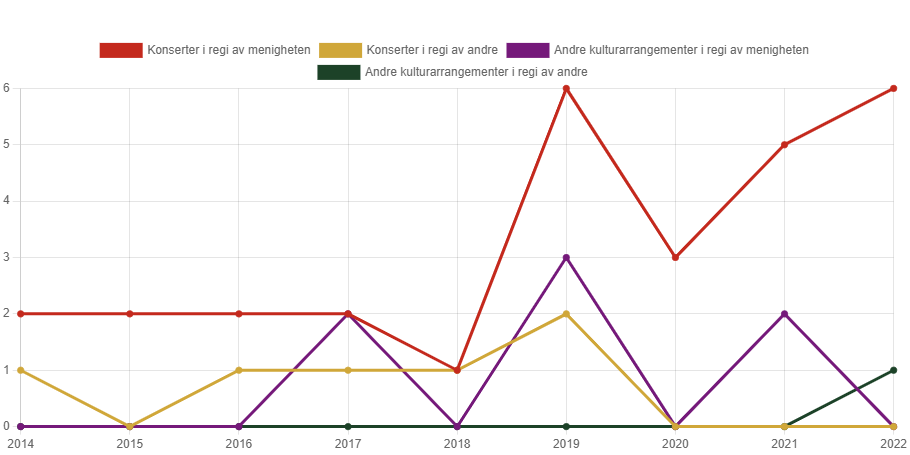 Konserter i regi av menigheten Konserter i regi av andre Andre kulturarrangementer i regi av menigheten
Andre kulturarrangementer i regi av andre
6
5
4
3
2
1
0
2014 2015 2016 2017 2018 2019 2020 2021 2022